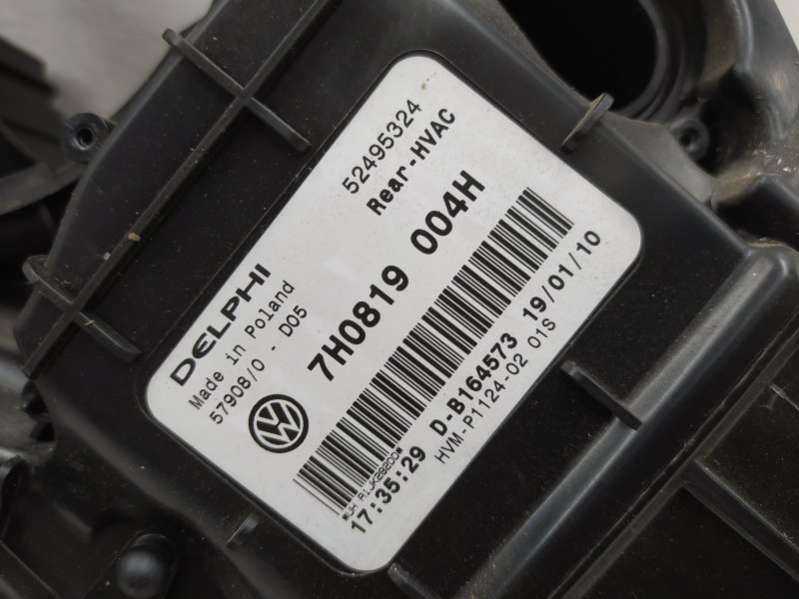 DELPHI
52495324
Made in Poland
Rear-HVAC
57908/0 - D05
7H0819 004H
17:35:29 D-B164573 19/01/10
HVM-P1124-02 01S